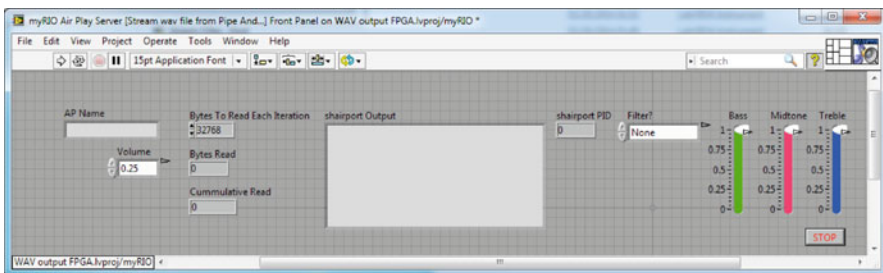 myRIO Air Play Server [Stream wav file from Pipe And...] Front Panel on WAV output FPGA.lvproj/myRIO *
File Edit View Project Operate Tools Window Help
15pt Application Font
Search
AP Name
Volume
0.25
Bytes To Read Each Iteration
32768
Bytes Read
0
Cummulative Read
0
shairport Output
shairport PID
0
Filter?
None
Bass Midtone Treble
1 1 1
0.75 0.75 0.75
0.5 0.5 0.5
0.25 0.25 0.25
0 0 0
STOP
WAV output FPGA.lvproj/myRIO